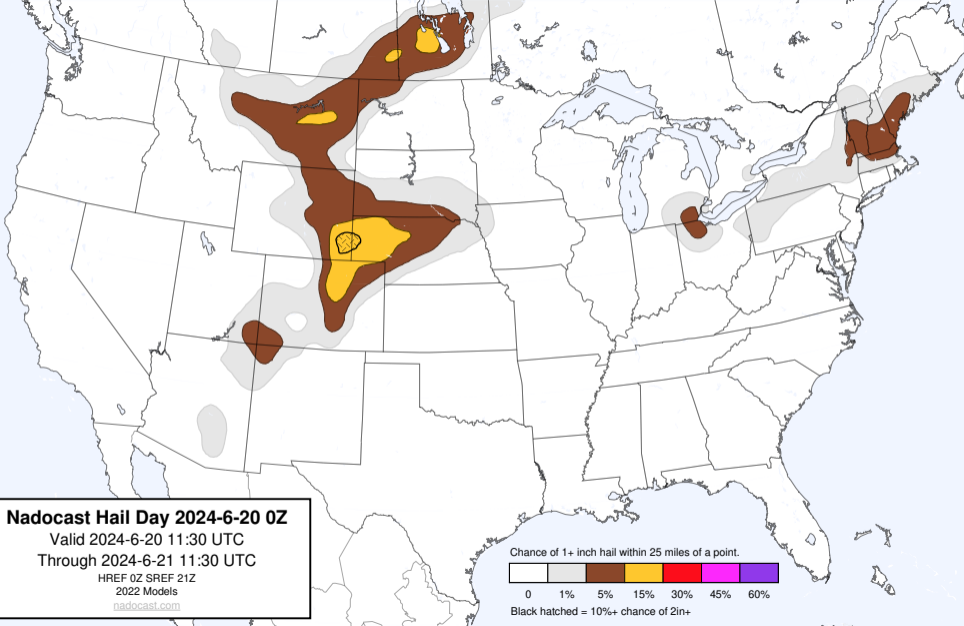 Nadocast Hail Day 2024-6-20 0Z
Valid 2024-6-20 11:30 UTC
Through 2024-6-21 11:30 UTC
HREF 0Z SREF 21Z
2022 Models
nadocast.com
Chance of 1+ inch hail within 25 miles of a point.
0 1% 5% 15% 30% 45% 60%
Black hatched = 10%+ chance of 2in+